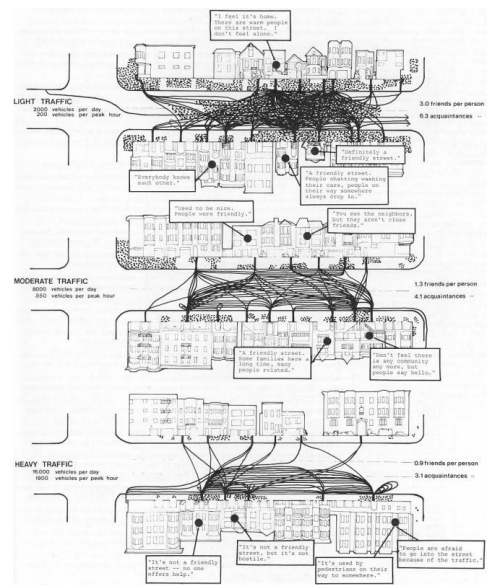 "I feel it's home.
There are warm people
on this street. I
don't feel alone."
LIGHT TRAFFIC
2000 vehicles per day
200 vehicles per peak hour
3.0 friends per person
6.3 acquaintances
"Everybody knows
each other."
"Definitely a
friendly street."
"A friendly street.
People chatting washing
their cars, people on
their way somewhere
always drop in."
"Used to be nice.
People were friendly."
"You see the neighbors,
but they aren't close
friends."
MODERATE TRAFFIC
8000 vehicles per day
550 vehicles per peak hour
1.3 friends per person
4.1 acquaintances
"A friendly street.
Some families here a
long time, many
people related."
"Don't feel there
is any community
any more, but
people say hello."
HEAVY TRAFFIC
16,000 vehicles per day
1900 vehicles per peak hour
0.9 friends per person
3.1 acquaintances
"It's not a friendly
street -- no one
offers help."
"It's not a friendly
street, but it's not
hostile."
"It's used by
pedestrians on their
way to somewhere."
"People are afraid
to go into the street
because of the traffic."